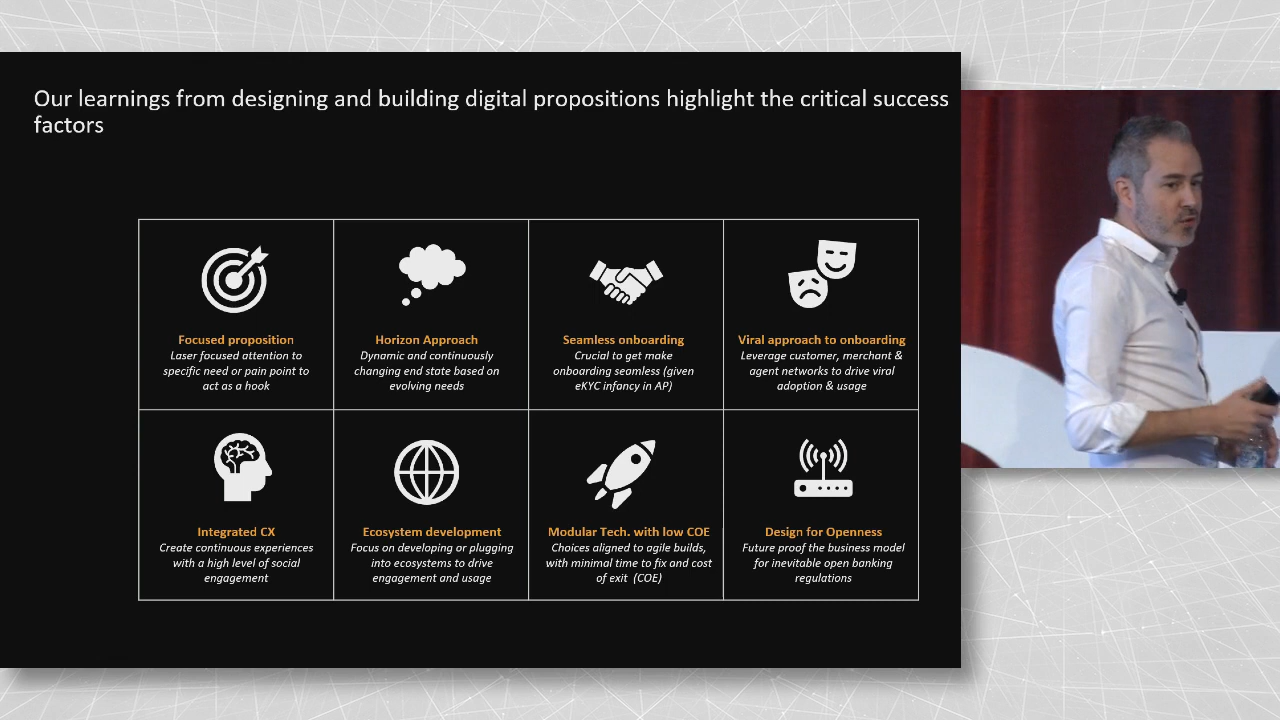 Our learnings from designing and building digital propositions highlight the critical success
factors
Focused proposition
Laser focused attention to
specific need or pain point to
act as a hook
Horizon Approach
Dynamic and continuously
changing end state based on
evolving needs
Seamless onboarding
Crucial to get make
onboarding seamless (given
eKYC infancy in AP)
Viral approach to onboarding
Leverage customer, merchant &
agent networks to drive viral
adoption & usage
Integrated CX
Create continuous experiences
with a high level of social
engagement
Ecosystem development
Focus on developing or plugging
into ecosystems to drive
engagement and usage
Modular Tech. with low COE
Choices aligned to agile builds,
with minimal time to fix and cost
of exit (COE)
Design for Openness
Future proof the business model
for inevitable open banking
regulations